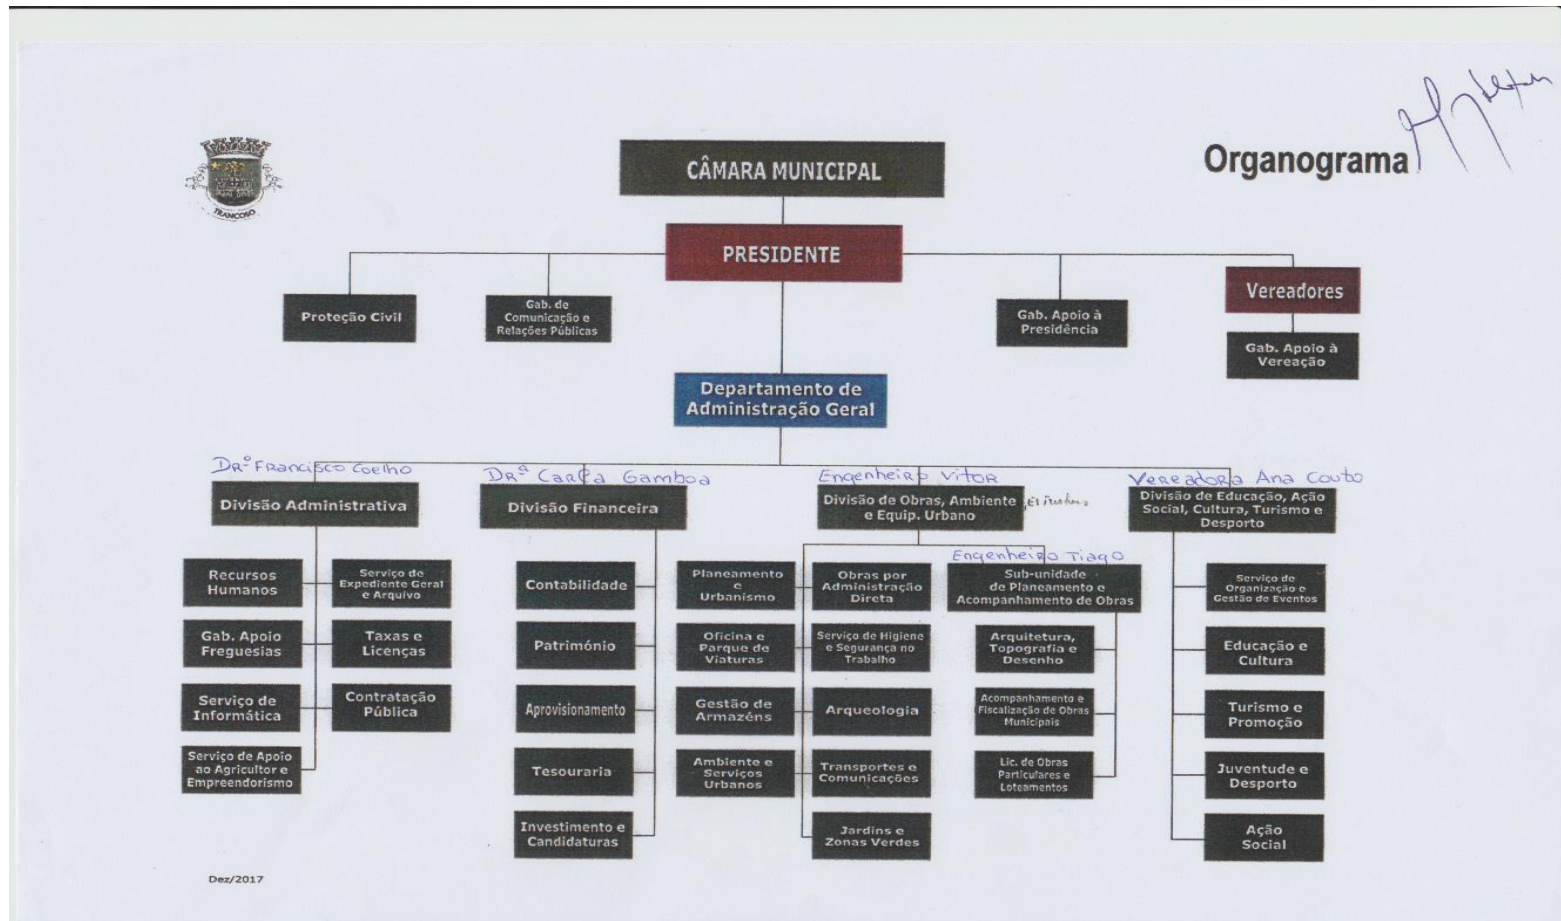 Organograma
TRANCOSO
CÂMARA MUNICIPAL
PRESIDENTE
Proteção Civil
Gab. de
Comunicação e
Relações Públicas
Gab. Apoio à
Presidência
Vereadores
Gab. Apoio à
Vereação
Departamento de
Administração Geral
Drº Francisco Coelho
Divisão Administrativa
Recursos
Humanos
Serviço de
Expediente Geral
e Arquivo
Gab. Apoio
Freguesias
Taxas e
Licenças
Serviço de
Informática
Contratação
Pública
Serviço de Apoio
ao Agricultor e
Empreendorismo
Drª Carla Gamboa
Divisão Financeira
Contabilidade
Património
Aprovisionamento
Tesouraria
Investimento e
Candidaturas
Engenheiro Vitor
Divisão de Obras, Ambiente
e Equip. Urbano
Planeamento
e
Urbanismo
Obras por
Administração
Direta
Oficina e
Parque de
Viaturas
Serviço de Higiene
e Segurança no
Trabalho
Gestão de
Armazéns
Arqueologia
Ambiente e
Serviços
Urbanos
Transportes e
Comunicações
Jardins e
Zonas Verdes
Engenheiro Tiago
Sub-unidade
de Planeamento e
Acompanhamento de Obras
Arquitetura,
Topografia e
Desenho
Acompanhamento e
Fiscalização de Obras
Municipais
Lic. de Obras
Particulares e
Loteamentos
Vereadora Ana Couto
Divisão de Educação, Ação
Social, Cultura, Turismo e
Desporto
Serviço de
Organização e
Gestão de Eventos
Educação e
Cultura
Turismo e
Promoção
Juventude e
Desporto
Ação
Social
Dez/2017